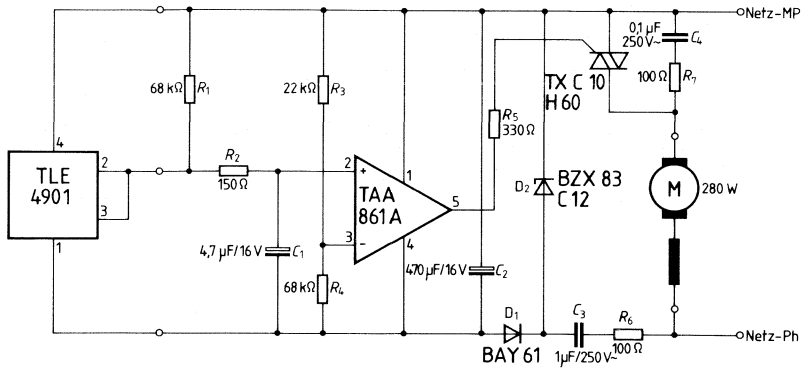 Netz-MP
0,1 µF
250 V~
C4
68 kΩ
R1
22 kΩ
R3
100 Ω
R7
TX C 10
H 60
R5
330 Ω
4
TLE
4901
2
3
1
R2
150 Ω
2
+
TAA
861 A
1
5
3
−
4
D2
BZX 83
C 12
M
280 W
4,7 µF/16 V
C1
68 kΩ
R4
470 µF/16 V
C2
D1
BAY 61
C3
1 µF/250 V~
R6
100 Ω
Netz-Ph